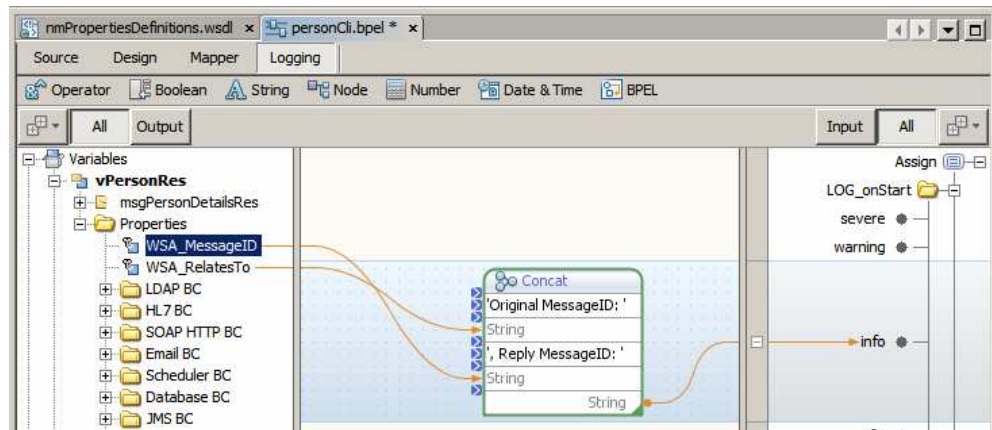 nmPropertiesDefinitions.wsdl x personCli.bpel * x
Source Design Mapper Logging
Operator Boolean String Node Number Date & Time BPEL
All Output Input All
Variables
vPersonRes
msgPersonDetailsRes
Properties
WSA_MessageID
WSA_RelatesTo
LDAP BC
HL7 BC
SOAP HTTP BC
Email BC
Scheduler BC
Database BC
JMS BC
Concat
'Original MessageID: '
String
', Reply MessageID: '
String
String
Assign
LOG_onStart
severe
warning
info